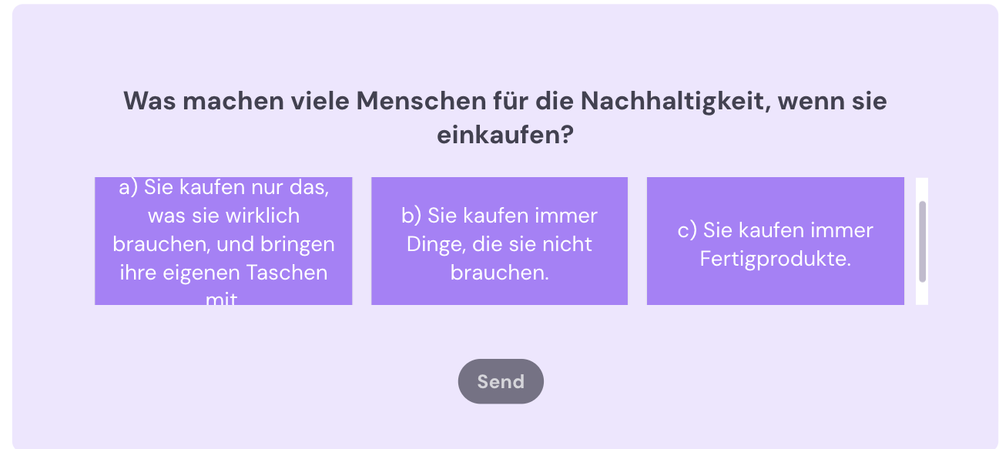 Was machen viele Menschen für die Nachhaltigkeit, wenn sie
einkaufen?
a) Sie kaufen nur das,
was sie wirklich
brauchen, und bringen
ihre eigenen Taschen
mit
b) Sie kaufen immer
Dinge, die sie nicht
brauchen.
c) Sie kaufen immer
Fertigprodukte.
Send